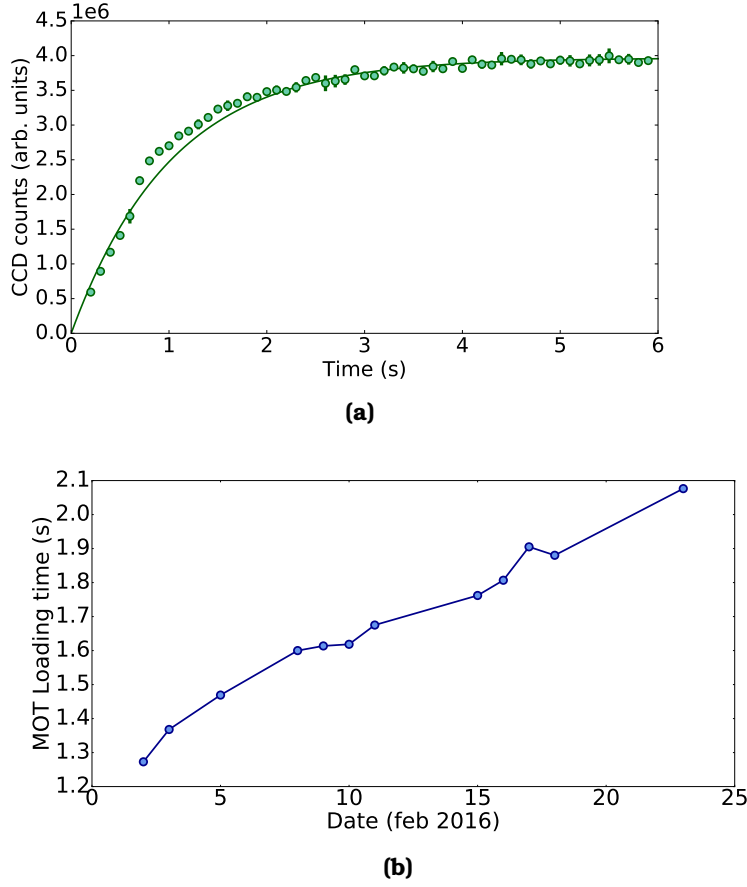 1e6
4.5
4.0
3.5
3.0
2.5
2.0
1.5
1.0
0.5
0.0
CCD counts (arb. units)
0 1 2 3 4 5 6
Time (s)
(a)
2.1
2.0
1.9
1.8
1.7
1.6
1.5
1.4
1.3
1.2
MOT Loading time (s)
0 5 10 15 20 25
Date (feb 2016)
(b)